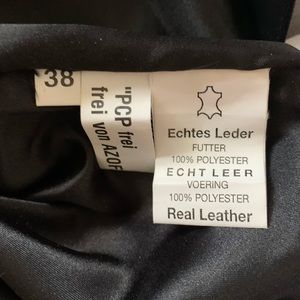 38
"PCP frei
frei von AZOF
Echtes Leder
FUTTER
100% POLYESTER
ECHT LEER
VOERING
100% POLYESTER
Real Leather